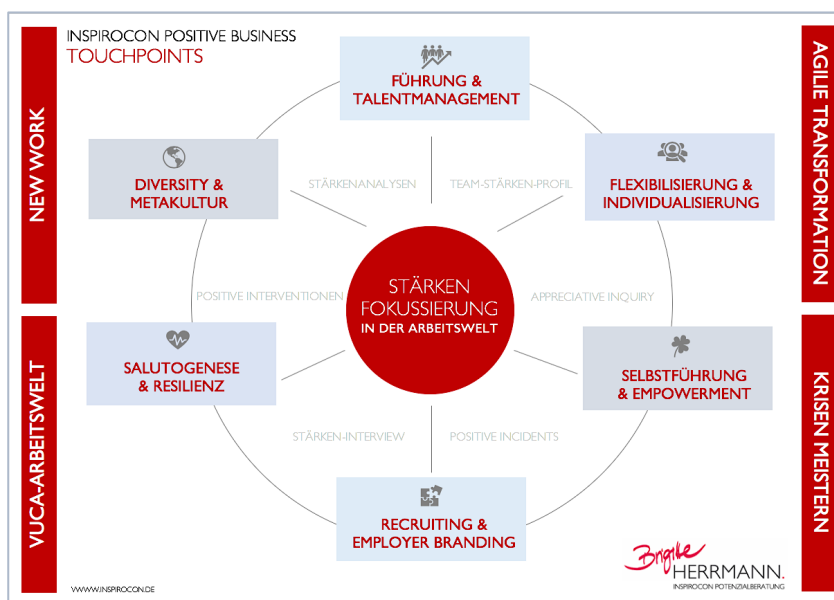 INSPIROCON POSITIVE BUSINESS
TOUCHPOINTS
NEW WORK
VUCA-ARBEITSWELT
AGILIE TRANSFORMATION
KRISEN MEISTERN
FÜHRUNG &
TALENTMANAGEMENT
DIVERSITY &
METAKULTUR
FLEXIBILISIERUNG &
INDIVIDUALISIERUNG
STÄRKENANALYSEN
TEAM-STÄRKEN-PROFIL
STÄRKEN
FOKUSSIERUNG
IN DER ARBEITSWELT
POSITIVE INTERVENTIONEN
APPRECIATIVE INQUIRY
SALUTOGENESE
& RESILIENZ
SELBSTFÜHRUNG
& EMPOWERMENT
STÄRKEN-INTERVIEW
POSITIVE INCIDENTS
RECRUITING &
EMPLOYER BRANDING
Brigitte
HERRMANN.
INSPIROCON POTENZIALBERATUNG
WWW.INSPIROCON.DE